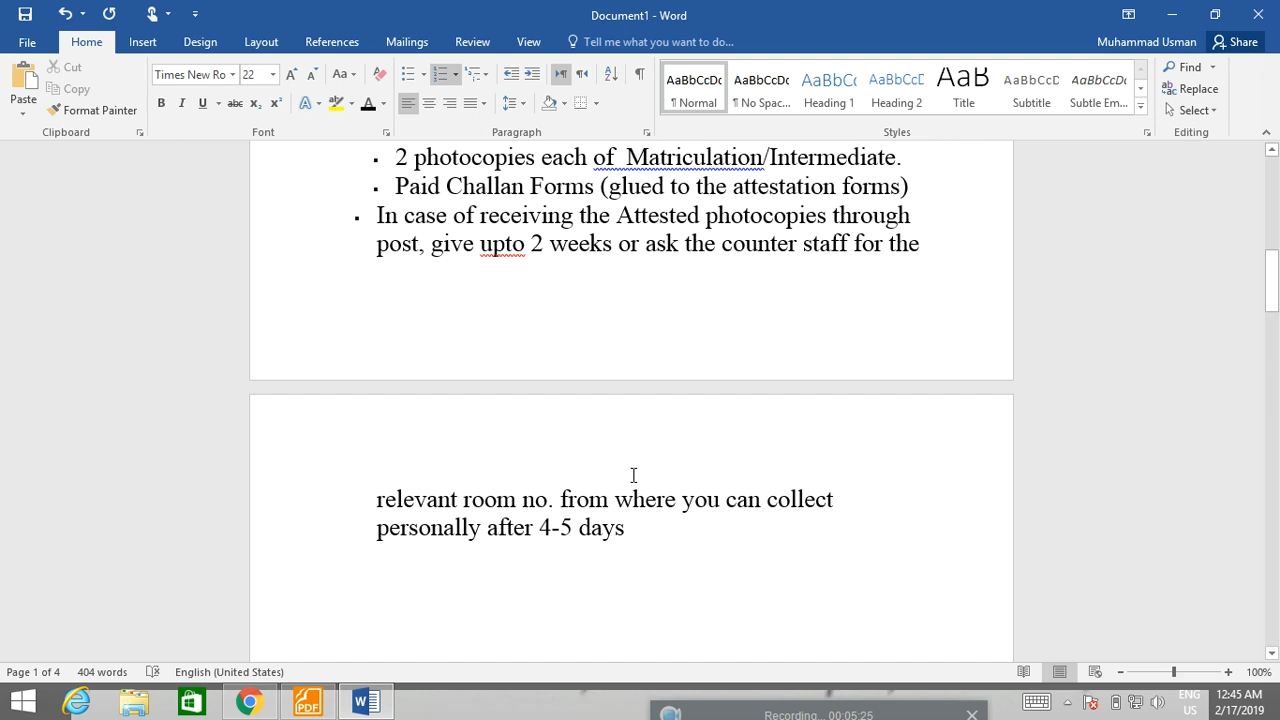 Document1 - Word
File Home Insert Design Layout References Mailings Review View Tell me what you want to do... Muhammad Usman Share
Paste Cut Copy Format Painter
Clipboard
Times New Ro 22 Aa
B I U abc x₂ x² A A
Font
Paragraph
AaBbCcDc AaBbCcDc AaBbCc AaBbCcD AaB AaBbCcD AaBbCcD
¶ Normal ¶ No Spac... Heading 1 Heading 2 Title Subtitle Subtle Em...
Styles
Find
Replace
Select
Editing
▪ 2 photocopies each of  Matriculation/Intermediate.
▪ Paid Challan Forms (glued to the attestation forms)
▪ In case of receiving the Attested photocopies through
post, give upto 2 weeks or ask the counter staff for the
relevant room no. from where you can collect
personally after 4-5 days
Page 1 of 4 404 words English (United States) 100%
Recording... 00:05:25
ENG
US
12:45 AM
2/17/2019